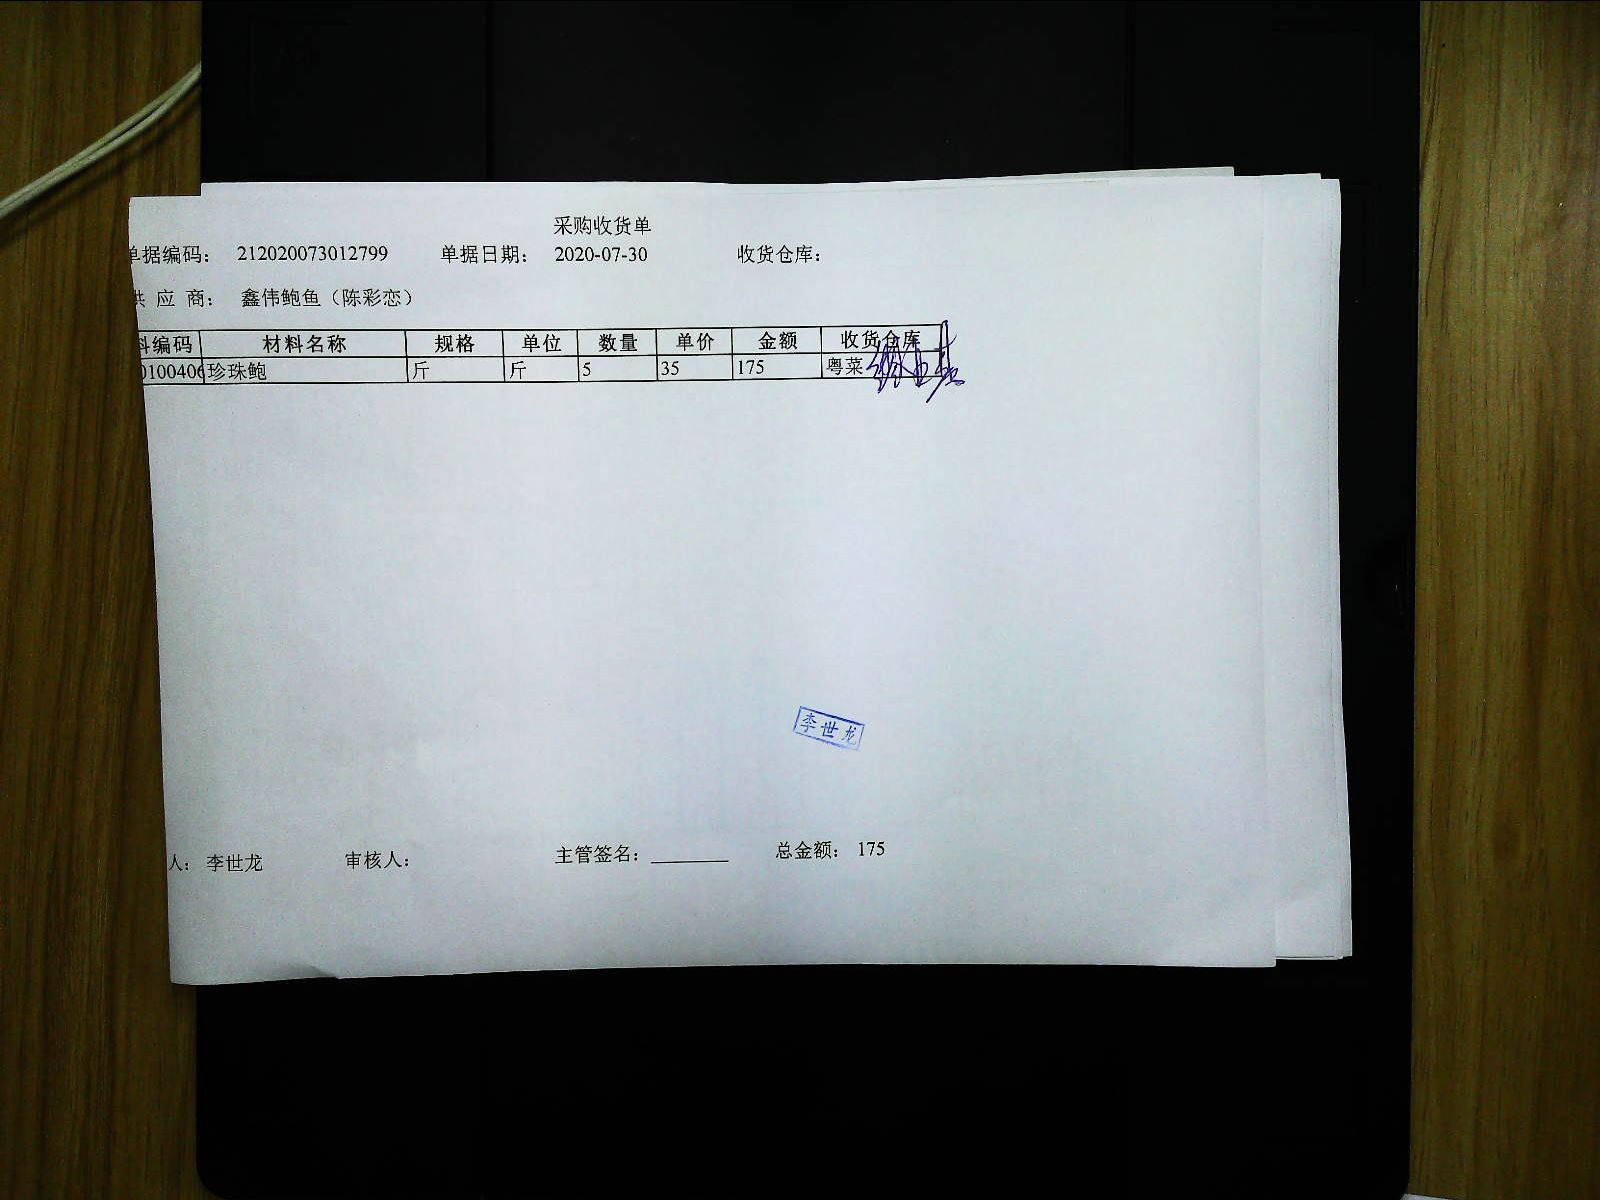 采购收货单
单据编码： 212020073012799 单据日期： 2020-07-30 收货仓库：
供 应 商： 鑫伟鲍鱼（陈彩恋）
料编码 材料名称 规格 单位 数量 单价 金额 收货仓库
0100406 珍珠鲍 斤 斤 5 35 175 粤菜
李世龙
人： 李世龙 审核人： 主管签名： 总金额： 175